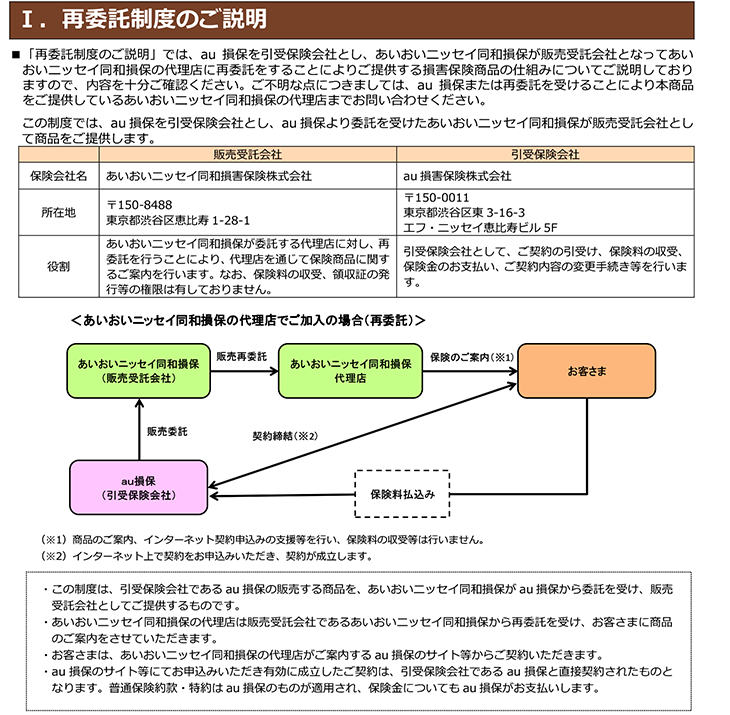 Ⅰ．再委託制度のご説明
■「再委託制度のご説明」では、au 損保を引受保険会社とし、あいおいニッセイ同和損保が販売受託会社となってあい
おいニッセイ同和損保の代理店に再委託をすることによりご提供する損害保険商品の仕組みについてご説明しており
ますので、内容を十分ご確認ください。ご不明な点につきましては、au 損保または再委託を受けることにより本商品
をご提供しているあいおいニッセイ同和損保の代理店までお問い合わせください。
この制度では、au 損保を引受保険会社とし、au 損保より委託を受けたあいおいニッセイ同和損保が販売受託会社とし
て商品をご提供します。
販売受託会社 引受保険会社
保険会社名 あいおいニッセイ同和損害保険株式会社 au 損害保険株式会社
所在地
〒150-8488
東京都渋谷区恵比寿 1-28-1
〒150-0011
東京都渋谷区東 3-16-3
エフ・ニッセイ恵比寿ビル 5F
役割
あいおいニッセイ同和損保が委託する代理店に対し、再
委託を行うことにより、代理店を通じて保険商品に関す
るご案内を行います。なお、保険料の収受、領収証の発
行等の権限は有しておりません。
引受保険会社として、ご契約の引受け、保険料の収受、
保険金のお支払い、ご契約内容の変更手続き等を行いま
す。
＜あいおいニッセイ同和損保の代理店でご加入の場合（再委託）＞
あいおいニッセイ同和損保
（販売受託会社）
販売再委託
あいおいニッセイ同和損保
代理店
保険のご案内（※1）
お客さま
販売委託
契約締結（※2）
au損保
（引受保険会社）
保険料払込み
（※1）商品のご案内、インターネット契約申込みの支援等を行い、保険料の収受等は行いません。
（※2）インターネット上で契約をお申込みいただき、契約が成立します。
・この制度は、引受保険会社である au 損保の販売する商品を、あいおいニッセイ同和損保が au 損保から委託を受け、販売
受託会社としてご提供するものです。
・あいおいニッセイ同和損保の代理店は販売受託会社であるあいおいニッセイ同和損保から再委託を受け、お客さまに商品
のご案内をさせていただきます。
・お客さまは、あいおいニッセイ同和損保の代理店がご案内する au 損保のサイト等からご契約いただきます。
・au 損保のサイト等にてお申込みいただき有効に成立したご契約は、引受保険会社である au 損保と直接契約されたものと
なります。普通保険約款・特約は au 損保のものが適用され、保険金についても au 損保がお支払いします。